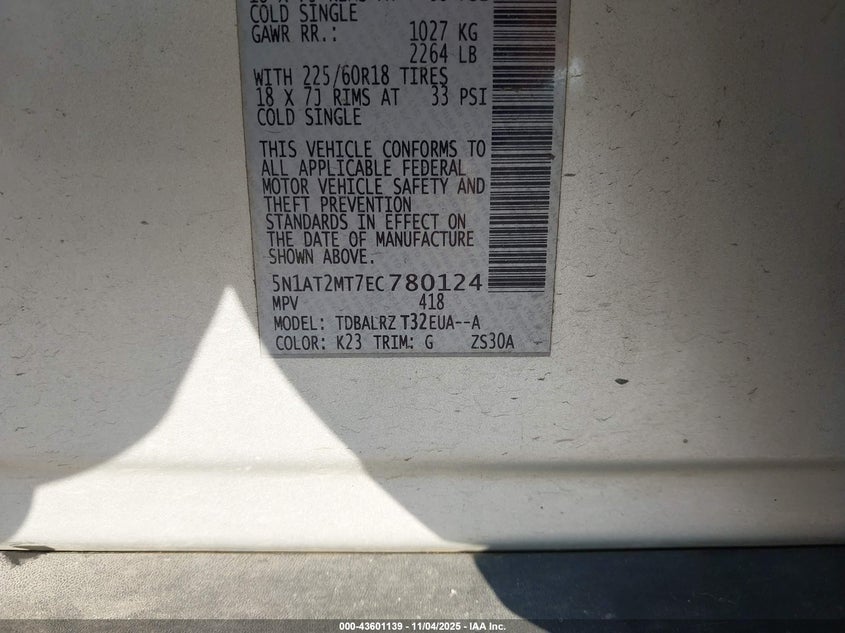 COLD SINGLE
GAWR RR.: 1027 KG
2264 LB
WITH 225/60R18 TIRES
18 X 7J RIMS AT 33 PSI
COLD SINGLE
THIS VEHICLE CONFORMS TO
ALL APPLICABLE FEDERAL
MOTOR VEHICLE SAFETY AND
THEFT PREVENTION
STANDARDS IN EFFECT ON
THE DATE OF MANUFACTURE
SHOWN ABOVE.
5N1AT2MT7EC780124
MPV 418
MODEL: TDBALRZ T32EUA--A
COLOR: K23 TRIM: G ZS30A
000-43601139 - 11/04/2025 - IAA Inc.